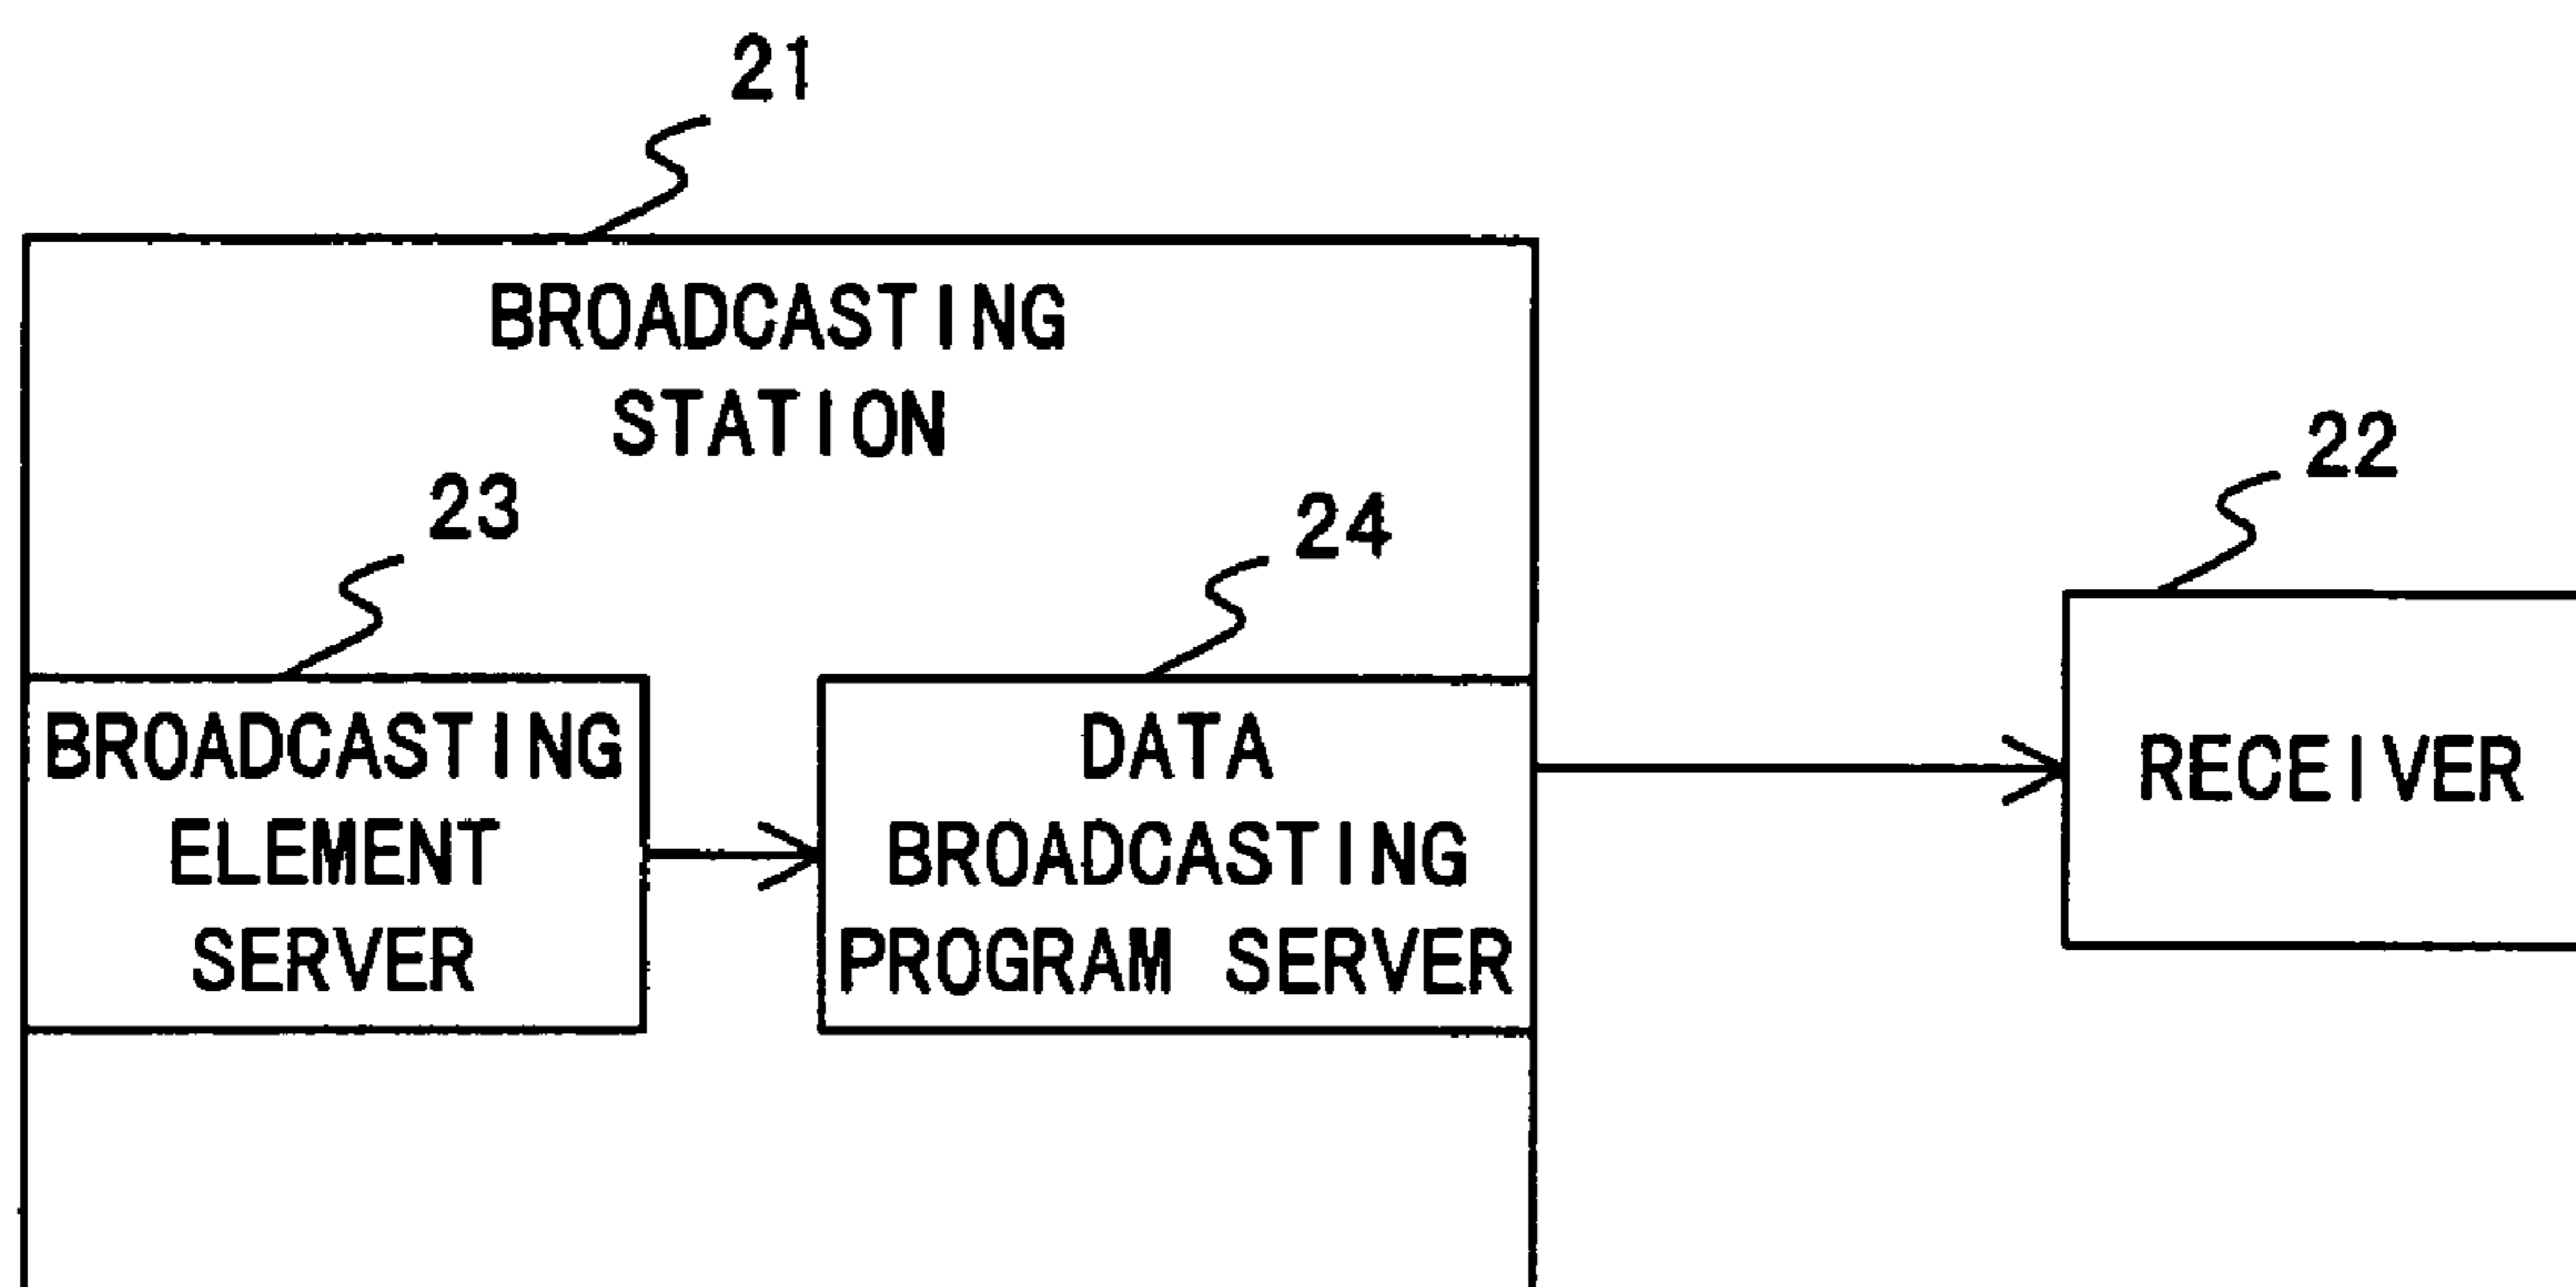 21
BROADCASTING
STATION
23
24
22
BROADCASTING
ELEMENT
SERVER
DATA
BROADCASTING
PROGRAM SERVER
RECEIVER